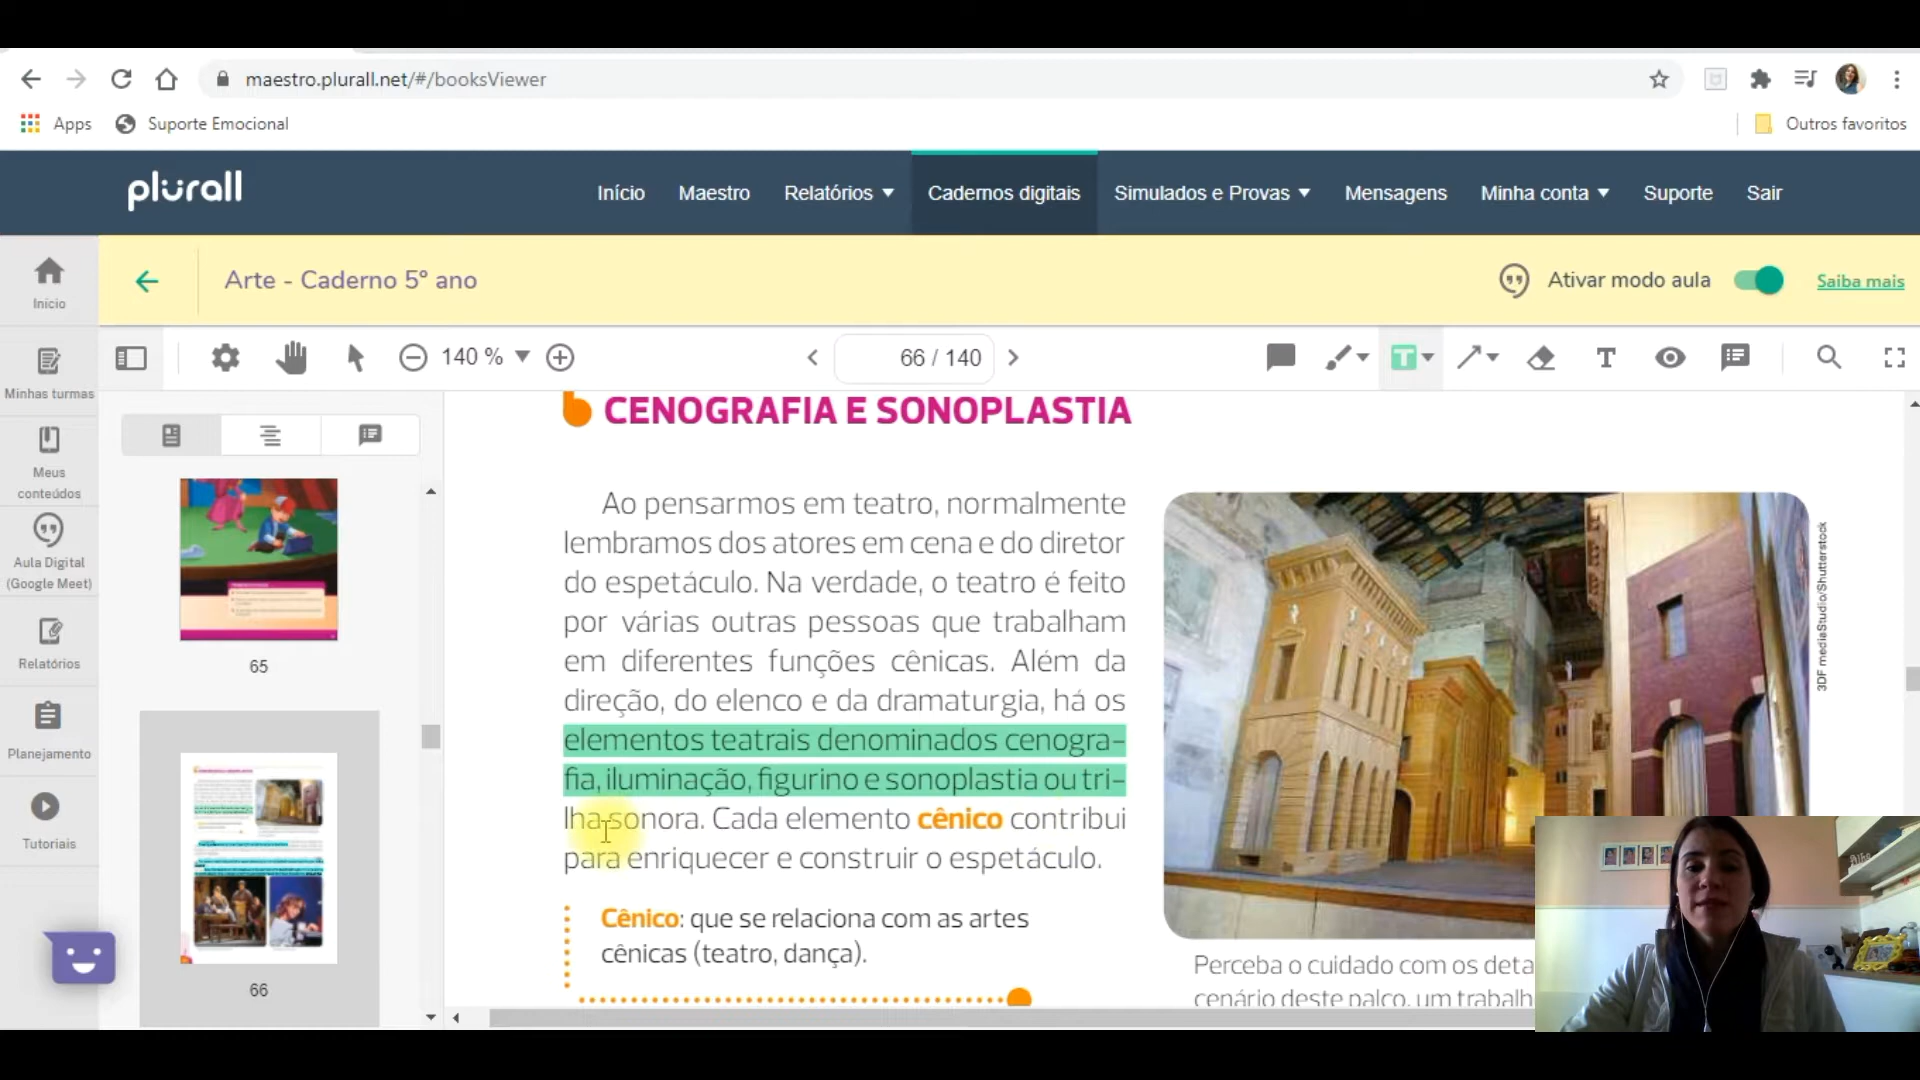 maestro.plurall.net/#/booksViewer
Apps Suporte Emocional Outros favoritos
plurall Início Maestro Relatórios Cadernos digitais Simulados e Provas Mensagens Minha conta Suporte Sair
Início
Minhas turmas
Meus conteúdos
Aula Digital (Google Meet)
Relatórios
Planejamento
Tutoriais
Arte - Caderno 5º ano Ativar modo aula Saiba mais
140 % 66 / 140
65
66
CENOGRAFIA E SONOPLASTIA
Ao pensarmos em teatro, normalmente
lembramos dos atores em cena e do diretor
do espetáculo. Na verdade, o teatro é feito
por várias outras pessoas que trabalham
em diferentes funções cênicas. Além da
direção, do elenco e da dramaturgia, há os
elementos teatrais denominados cenogra-
fia, iluminação, figurino e sonoplastia ou tri-
lha sonora. Cada elemento cênico contribui
para enriquecer e construir o espetáculo.
Cênico: que se relaciona com as artes
cênicas (teatro, dança).
3DF mediaStudio/Shutterstock
Perceba o cuidado com os deta
cenário deste palco, um trabalh